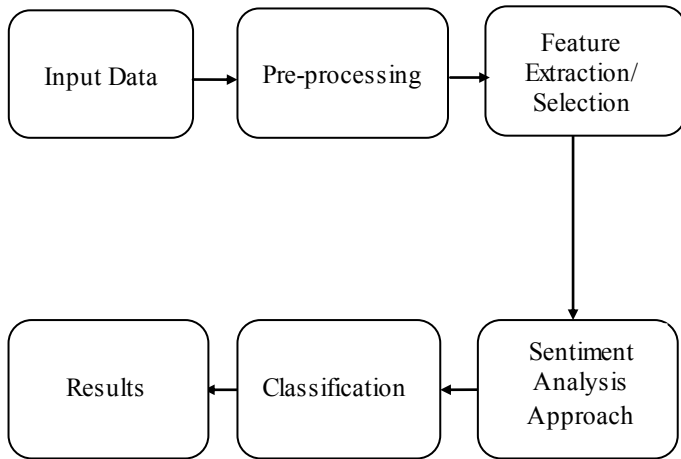 Input Data
Pre-processing
Feature
Extraction/
Selection
Results
Classification
Sentiment
Analysis
Approach